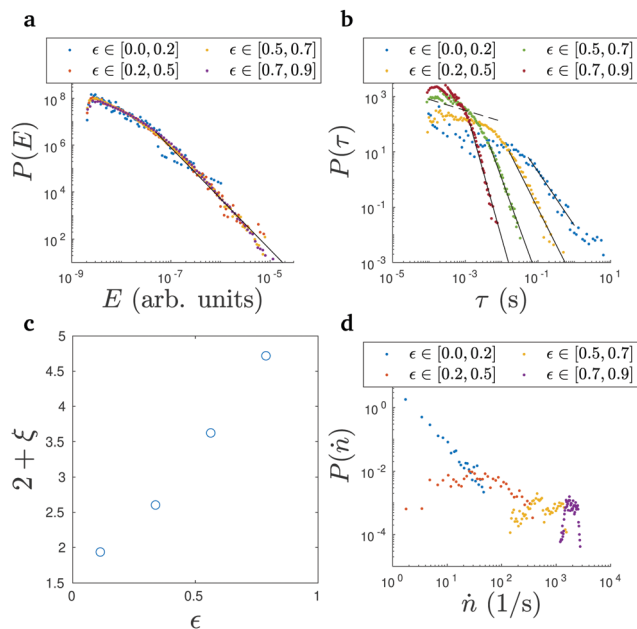 a
ϵ ∈ [0.0, 0.2] ϵ ∈ [0.5, 0.7]
ϵ ∈ [0.2, 0.5] ϵ ∈ [0.7, 0.9]
10^8
10^6
10^4
10^2
P(E)
10^-9 10^-7 10^-5
E (arb. units)
b
ϵ ∈ [0.0, 0.2] ϵ ∈ [0.5, 0.7]
ϵ ∈ [0.2, 0.5] ϵ ∈ [0.7, 0.9]
10^3
10^1
10^-1
10^-3
P(τ)
10^-5 10^-3 10^-1 10^1
τ (s)
c
5
4.5
4
3.5
3
2.5
2
1.5
2 + ξ
0 0.5 1
ϵ
d
ϵ ∈ [0.0, 0.2] ϵ ∈ [0.5, 0.7]
ϵ ∈ [0.2, 0.5] ϵ ∈ [0.7, 0.9]
10^0
10^-2
10^-4
P(ṅ)
10^0 10^1 10^2 10^3 10^4
ṅ (1/s)